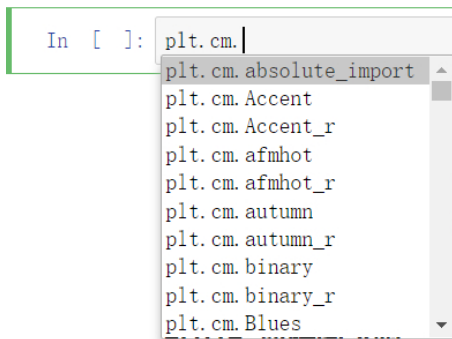 In [ ]: plt.cm.
plt.cm.absolute_import
plt.cm.Accent
plt.cm.Accent_r
plt.cm.afmhot
plt.cm.afmhot_r
plt.cm.autumn
plt.cm.autumn_r
plt.cm.binary
plt.cm.binary_r
plt.cm.Blues